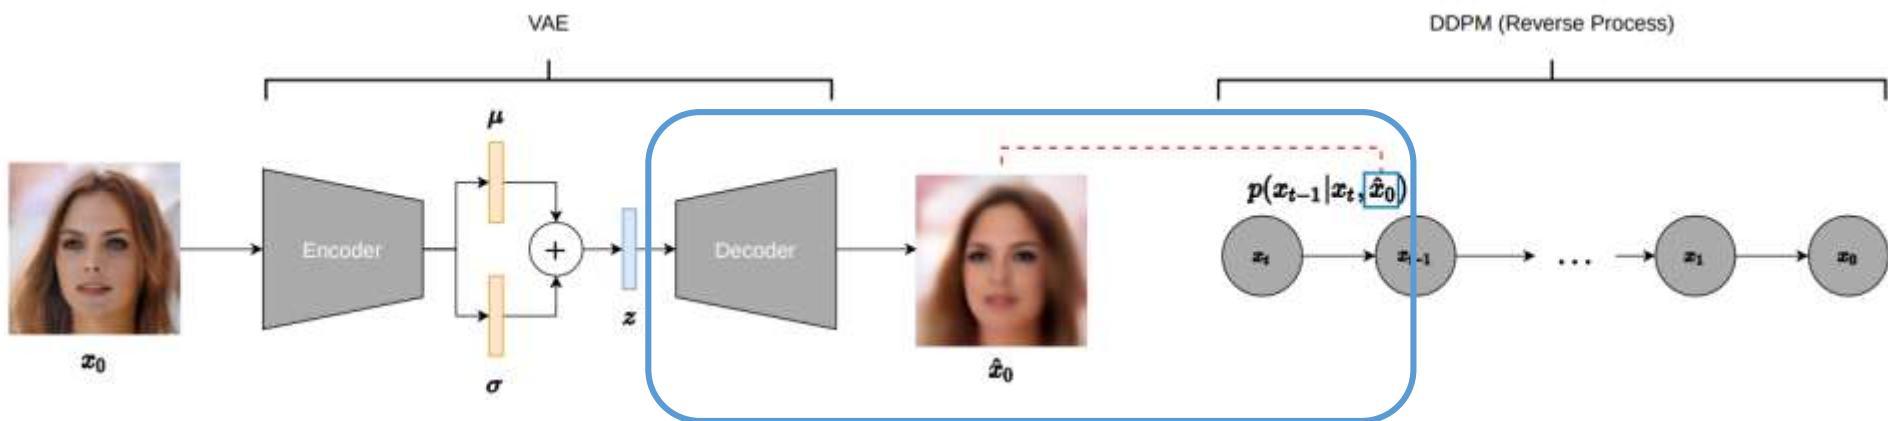 VAE
DDPM (Reverse Process)
μ
p(x_{t-1}|x_t, x̂_0)
Encoder
+
Decoder
x_t
x_{t-1}
...
x_1
x_0
z
x_0
σ
x̂_0